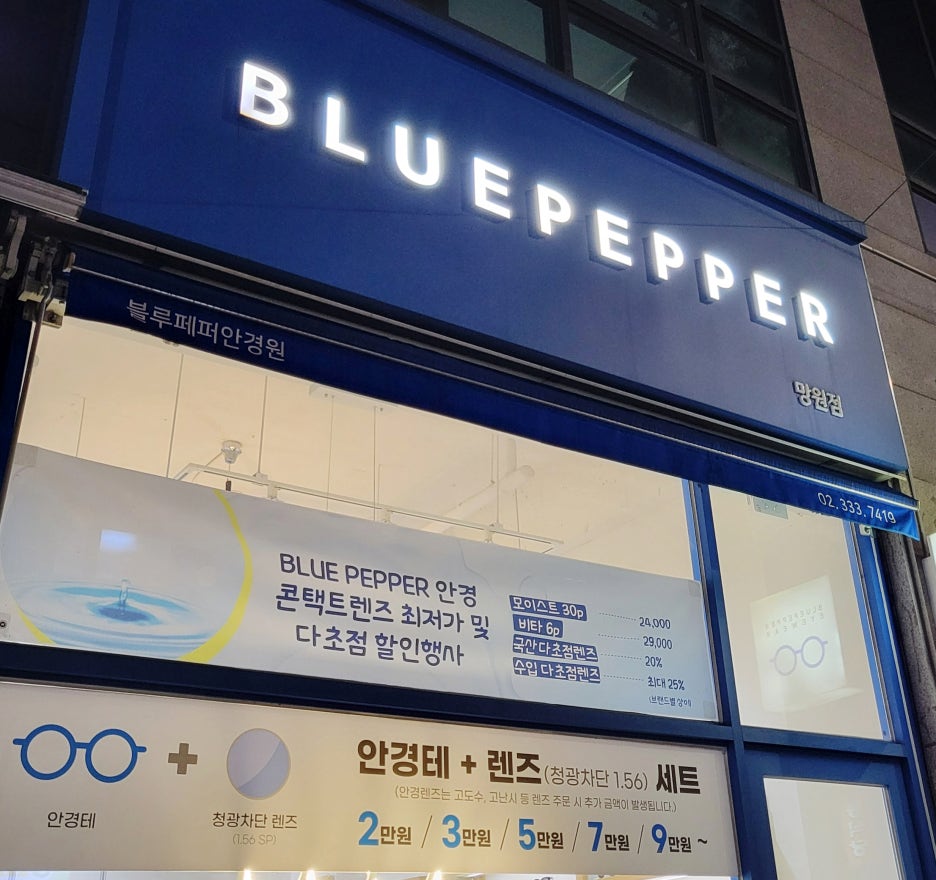 BLUEPEPPER
망원점
블루페퍼안경원
02.333.7419
BLUE PEPPER 안경
콘택트렌즈 최저가 및
다초점 할인행사
모이스트 30p 24,000
비타 6p 29,000
국산다초점렌즈 20%
수입다초점렌즈 최대 25%
(브랜드별 상이)
BLUEPEPPER
EYEWEAR
안경테
청광차단 렌즈
(1.56 SP)
안경테 + 렌즈(청광차단 1.56) 세트
(안경렌즈는 고도수, 고난시 등 렌즈 주문 시 추가 금액이 발생됩니다.)
2만원 / 3만원 / 5만원 / 7만원 / 9만원 ~